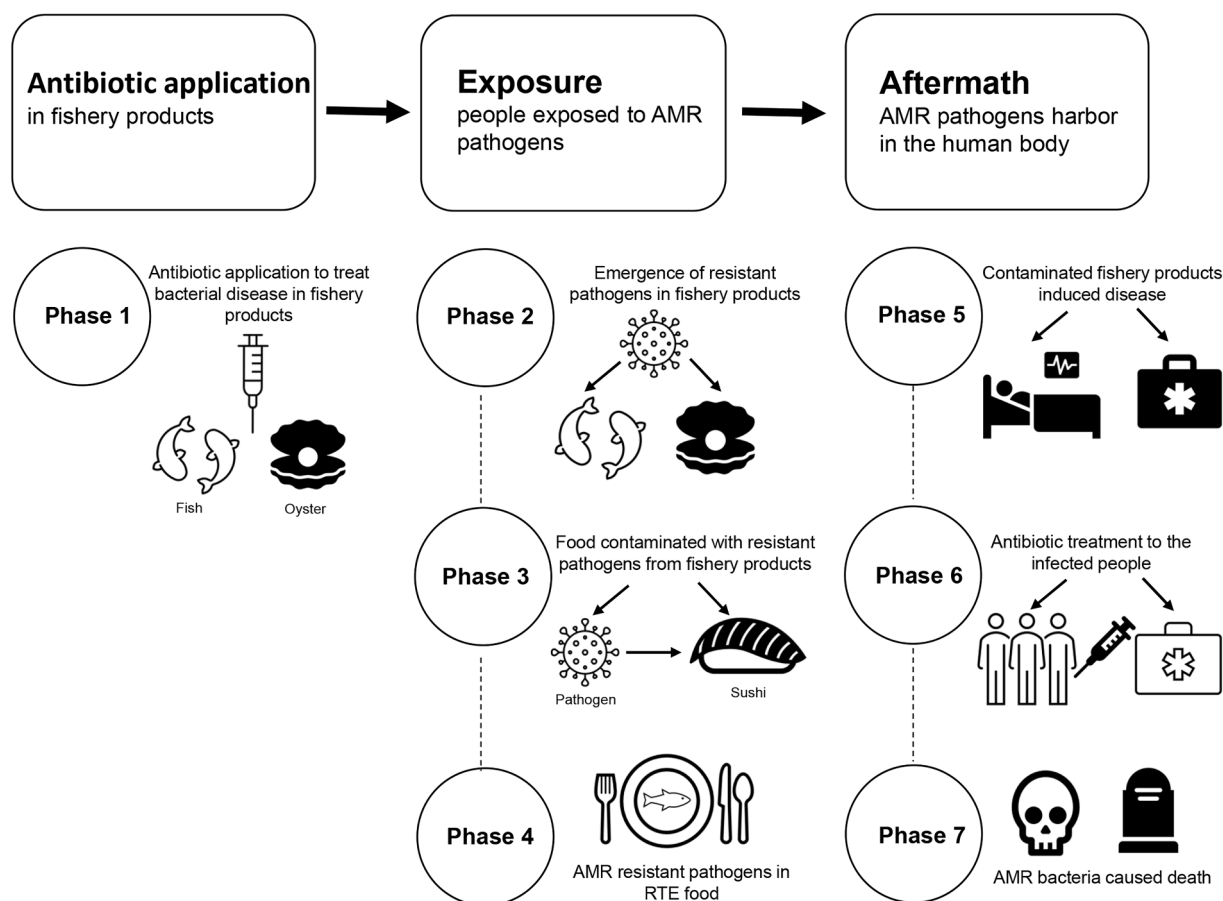 Antibiotic application
in fishery products
Exposure
people exposed to AMR
pathogens
Aftermath
AMR pathogens harbor
in the human body
Phase 1
Antibiotic application to treat
bacterial disease in fishery
products
Fish
Oyster
Phase 2
Emergence of resistant
pathogens in fishery products
Phase 3
Food contaminated with resistant
pathogens from fishery products
Pathogen
Sushi
Phase 4
AMR resistant pathogens in
RTE food
Phase 5
Contaminated fishery products
induced disease
Phase 6
Antibiotic treatment to the
infected people
Phase 7
AMR bacteria caused death